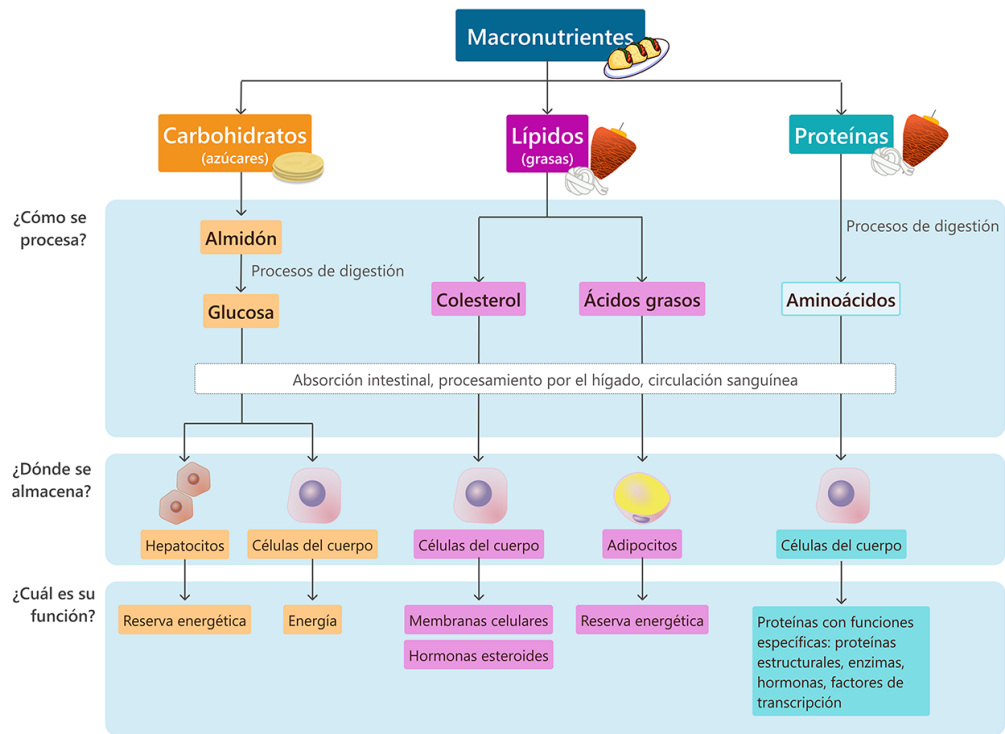 Macronutrientes
Carbohidratos
(azúcares)
Lípidos
(grasas)
Proteínas
¿Cómo se
procesa?
Almidón
Procesos de digestión
Glucosa
Colesterol
Ácidos grasos
Procesos de digestión
Aminoácidos
Absorción intestinal, procesamiento por el hígado, circulación sanguínea
¿Dónde se
almacena?
Hepatocitos
Células del cuerpo
Células del cuerpo
Adipocitos
Células del cuerpo
¿Cuál es su
función?
Reserva energética
Energía
Membranas celulares
Hormonas esteroides
Reserva energética
Proteínas con funciones
específicas: proteínas
estructurales, enzimas,
hormonas, factores de
transcripción